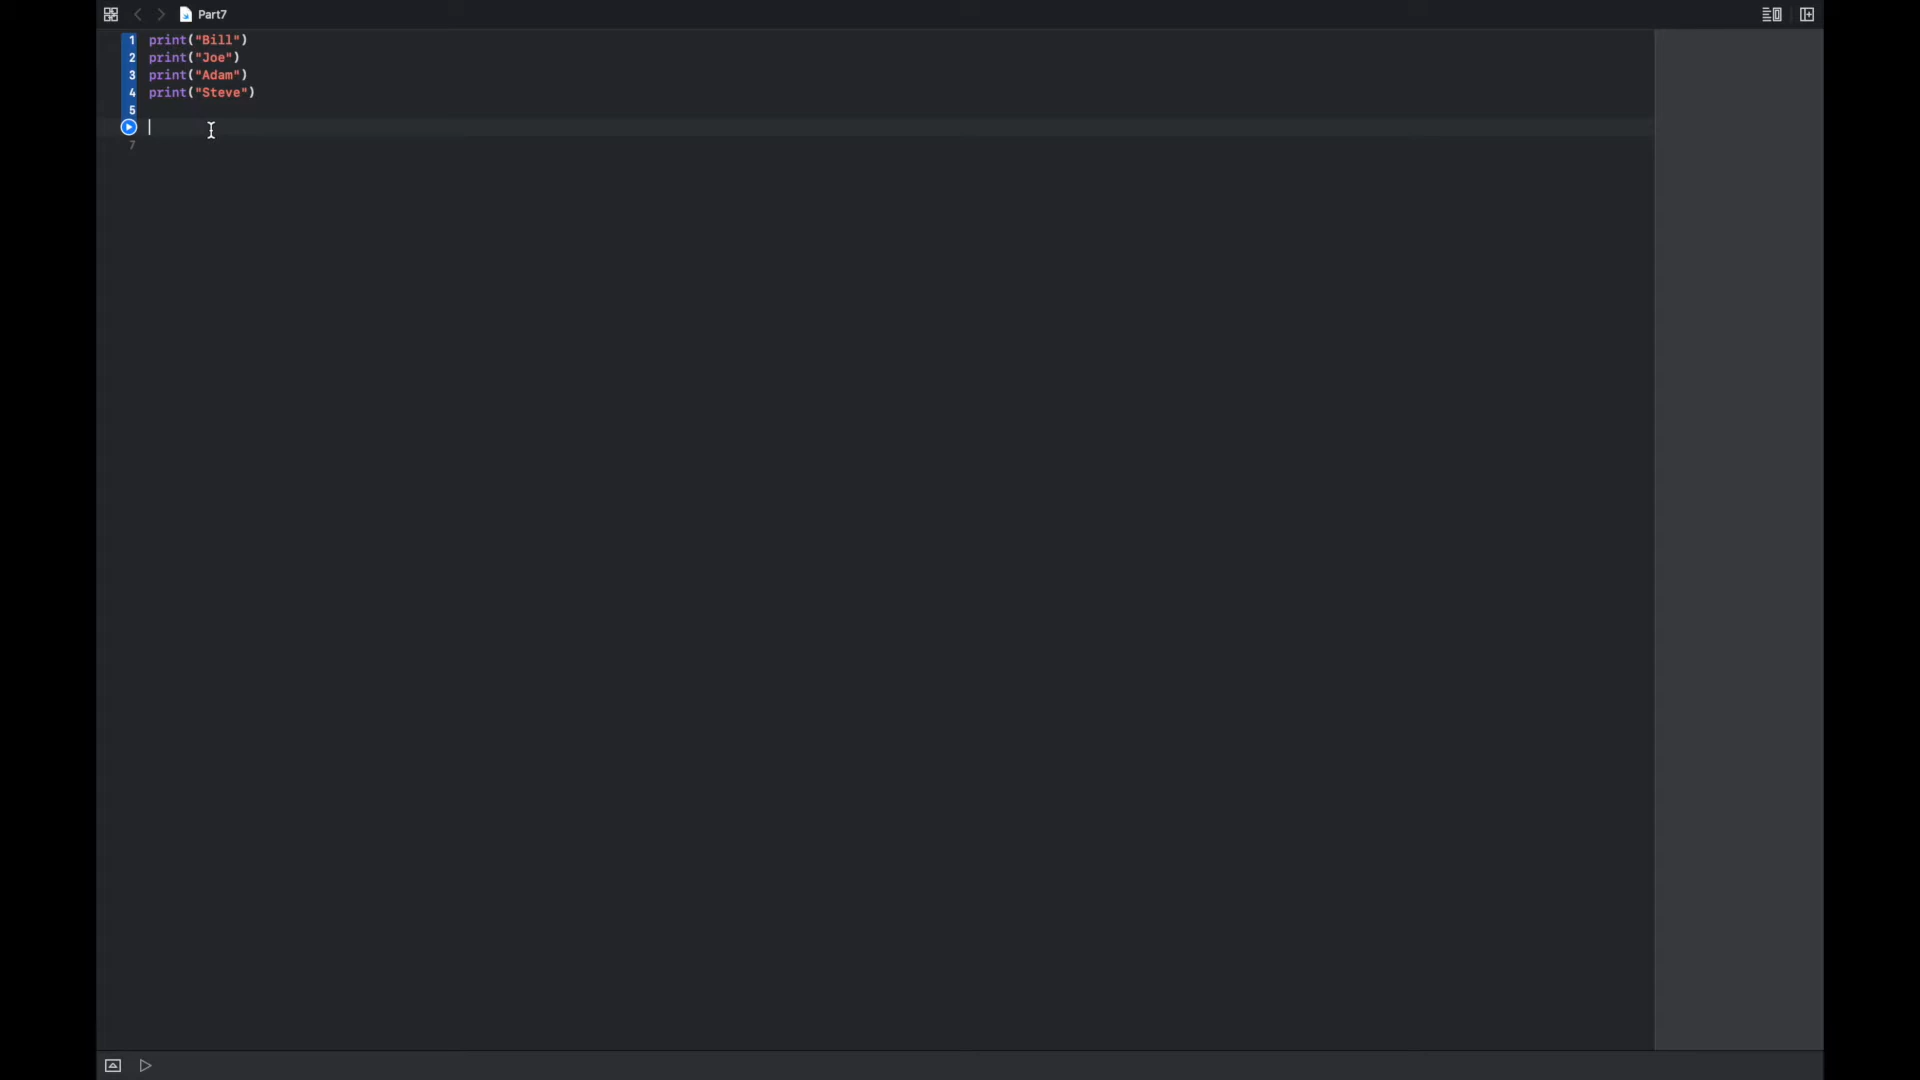 Part7
1 print("Bill")
2 print("Joe")
3 print("Adam")
4 print("Steve")
5
7